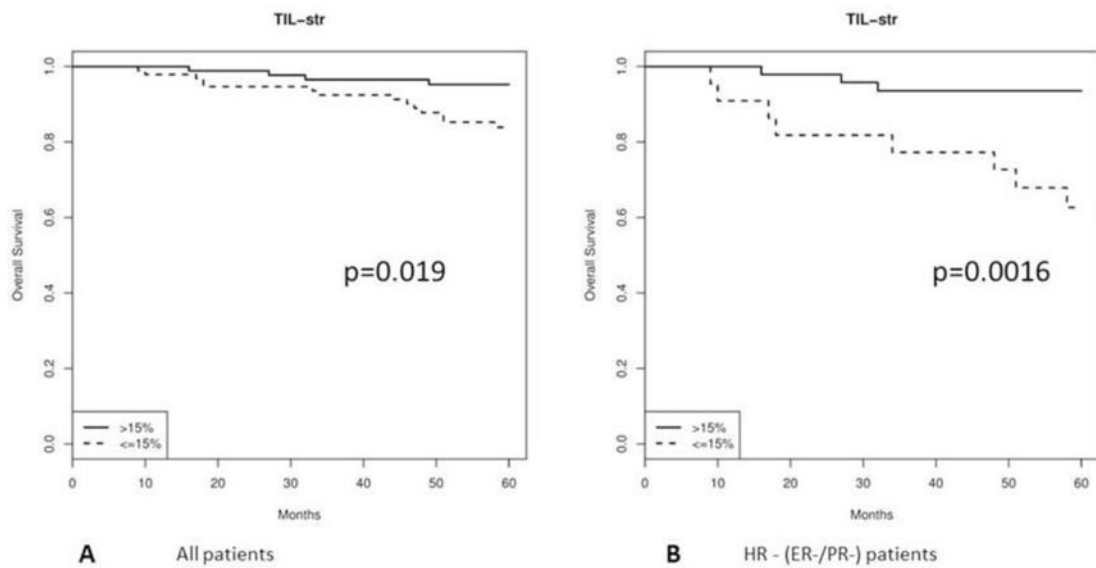 TIL-str
1.0
0.8
0.6
0.4
0.2
0.0
Overall Survival
p=0.019
>15%
<=15%
0 10 20 30 40 50 60
Months
A All patients
TIL-str
1.0
0.8
0.6
0.4
0.2
0.0
Overall Survival
p=0.0016
>15%
<=15%
0 10 20 30 40 50 60
Months
B HR - (ER-/PR-) patients